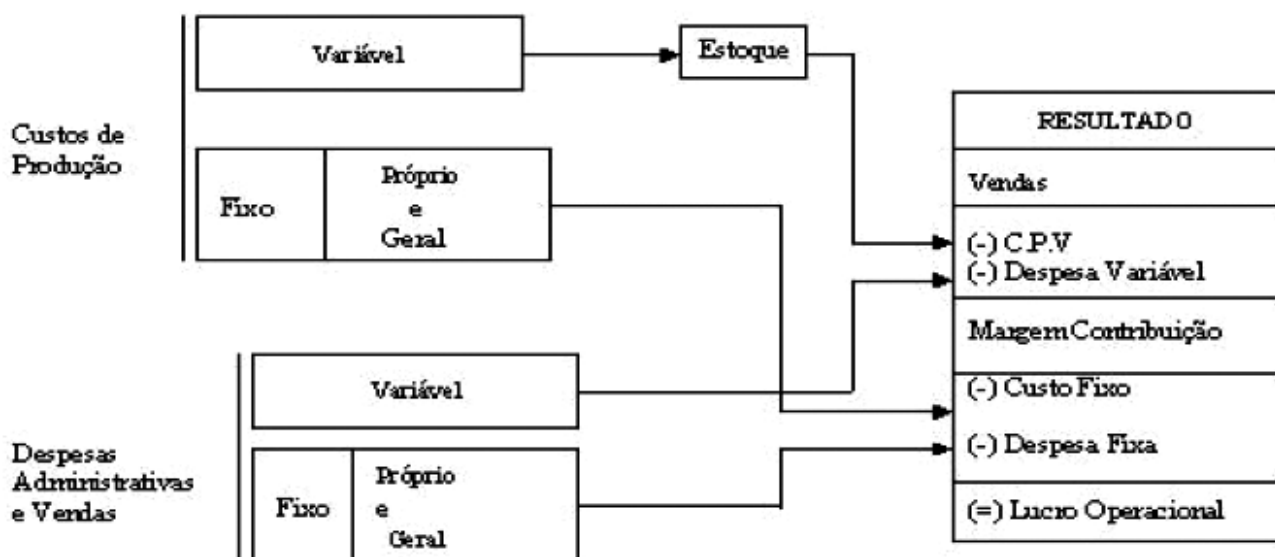 Custos de
Produção
Variável
Estoque
Fixo
Próprio
e
Geral
Despesas
Administrativas
e Vendas
Variável
Fixo
Próprio
e
Geral
RESULTADO
Vendas
(-) C.P.V
(-) Despesa Variável
Margem Contribuição
(-) Custo Fixo
(-) Despesa Fixa
(=) Lucro Operacional